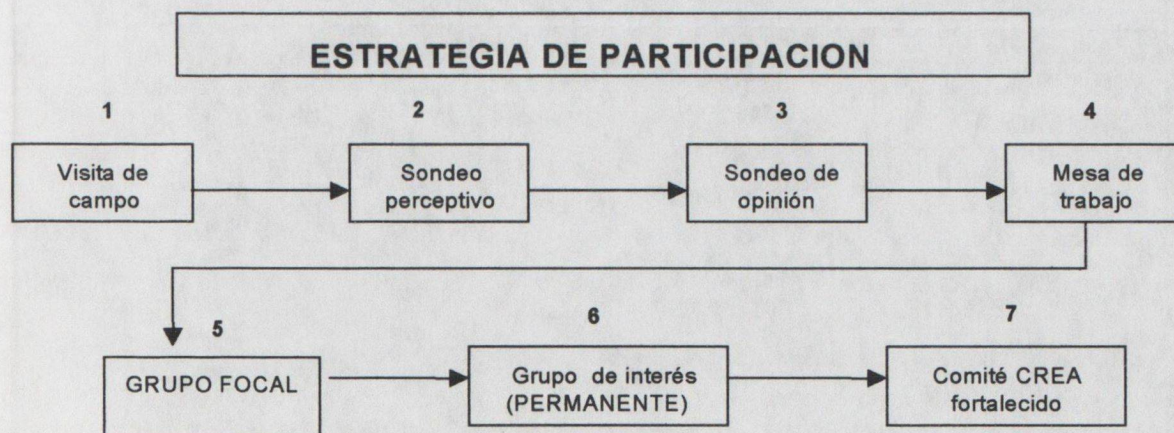 ESTRATEGIA DE PARTICIPACION
1
2
3
4
Visita de
campo
Sondeo
perceptivo
Sondeo de
opinión
Mesa de
trabajo
5
6
7
GRUPO FOCAL
Grupo de interés
(PERMANENTE)
Comité CREA
fortalecido